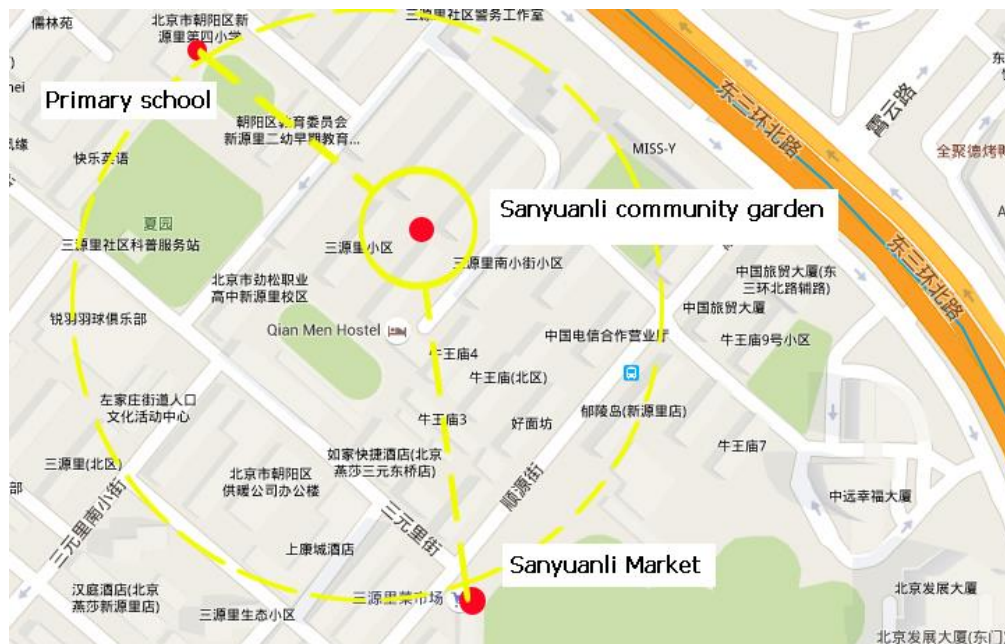 儒林苑
北京市朝阳区新
源里第四小学
三源里社区警务工作室
Primary school
东三环北路
霄云路
朝阳区教育委员会
新源里二幼早期教育...
MISS-Y
全聚德烤鸭
快乐英语
夏园
三源里社区科普服务站
Sanyuanli community garden
三源里小区
三源里南小街小区
东三环北路
北京市劲松职业
高中新源里校区
中国旅贸大厦(东
三环北路辅路)
中国旅贸大厦
锐羽羽球俱乐部
Qian Men Hostel
中国电信合作营业厅
牛王庙9号小区
牛王庙4
牛王庙(北区)
左家庄街道人口
文化活动中心
牛王庙3
好面坊
郁陵岛(新源里店)
牛王庙7
三源里(北区)
北京市朝阳区
供暖公司办公楼
如家快捷酒店(北京
燕莎三元东桥店)
顺源街
中远幸福大厦
三元里南小街
三元里街
上康城酒店
Sanyuanli Market
汉庭酒店(北京
燕莎新源里店)
三源里生态小区
三源里菜市场
北京发展大厦
北京发展大厦(东门